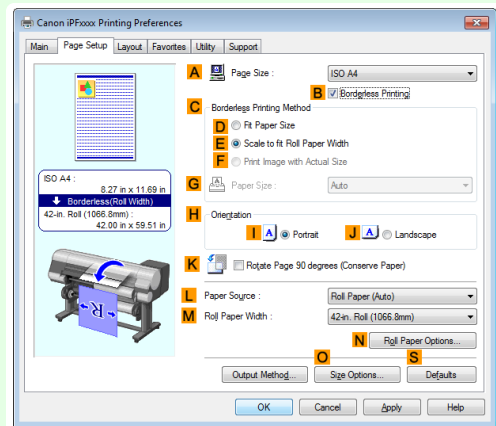 Canon iPFxxxx Printing Preferences
Main Page Setup Layout Favorites Utility Support
A Page Size : ISO A4
B Borderless Printing
C Borderless Printing Method
D Fit Paper Size
E Scale to fit Roll Paper Width
F Print Image with Actual Size
G Paper Size : Auto
ISO A4 :
8.27 in x 11.69 in
Borderless(Roll Width)
42-in. Roll (1066.8mm) :
42.00 in x 59.51 in
H Orientation
I A Portrait J A Landscape
K Rotate Page 90 degrees (Conserve Paper)
R
L Paper Source : Roll Paper (Auto)
M Roll Paper Width : 42-in. Roll (1066.8mm)
N Roll Paper Options...
O S
Output Method... Size Options... Defaults
OK Cancel Apply Help